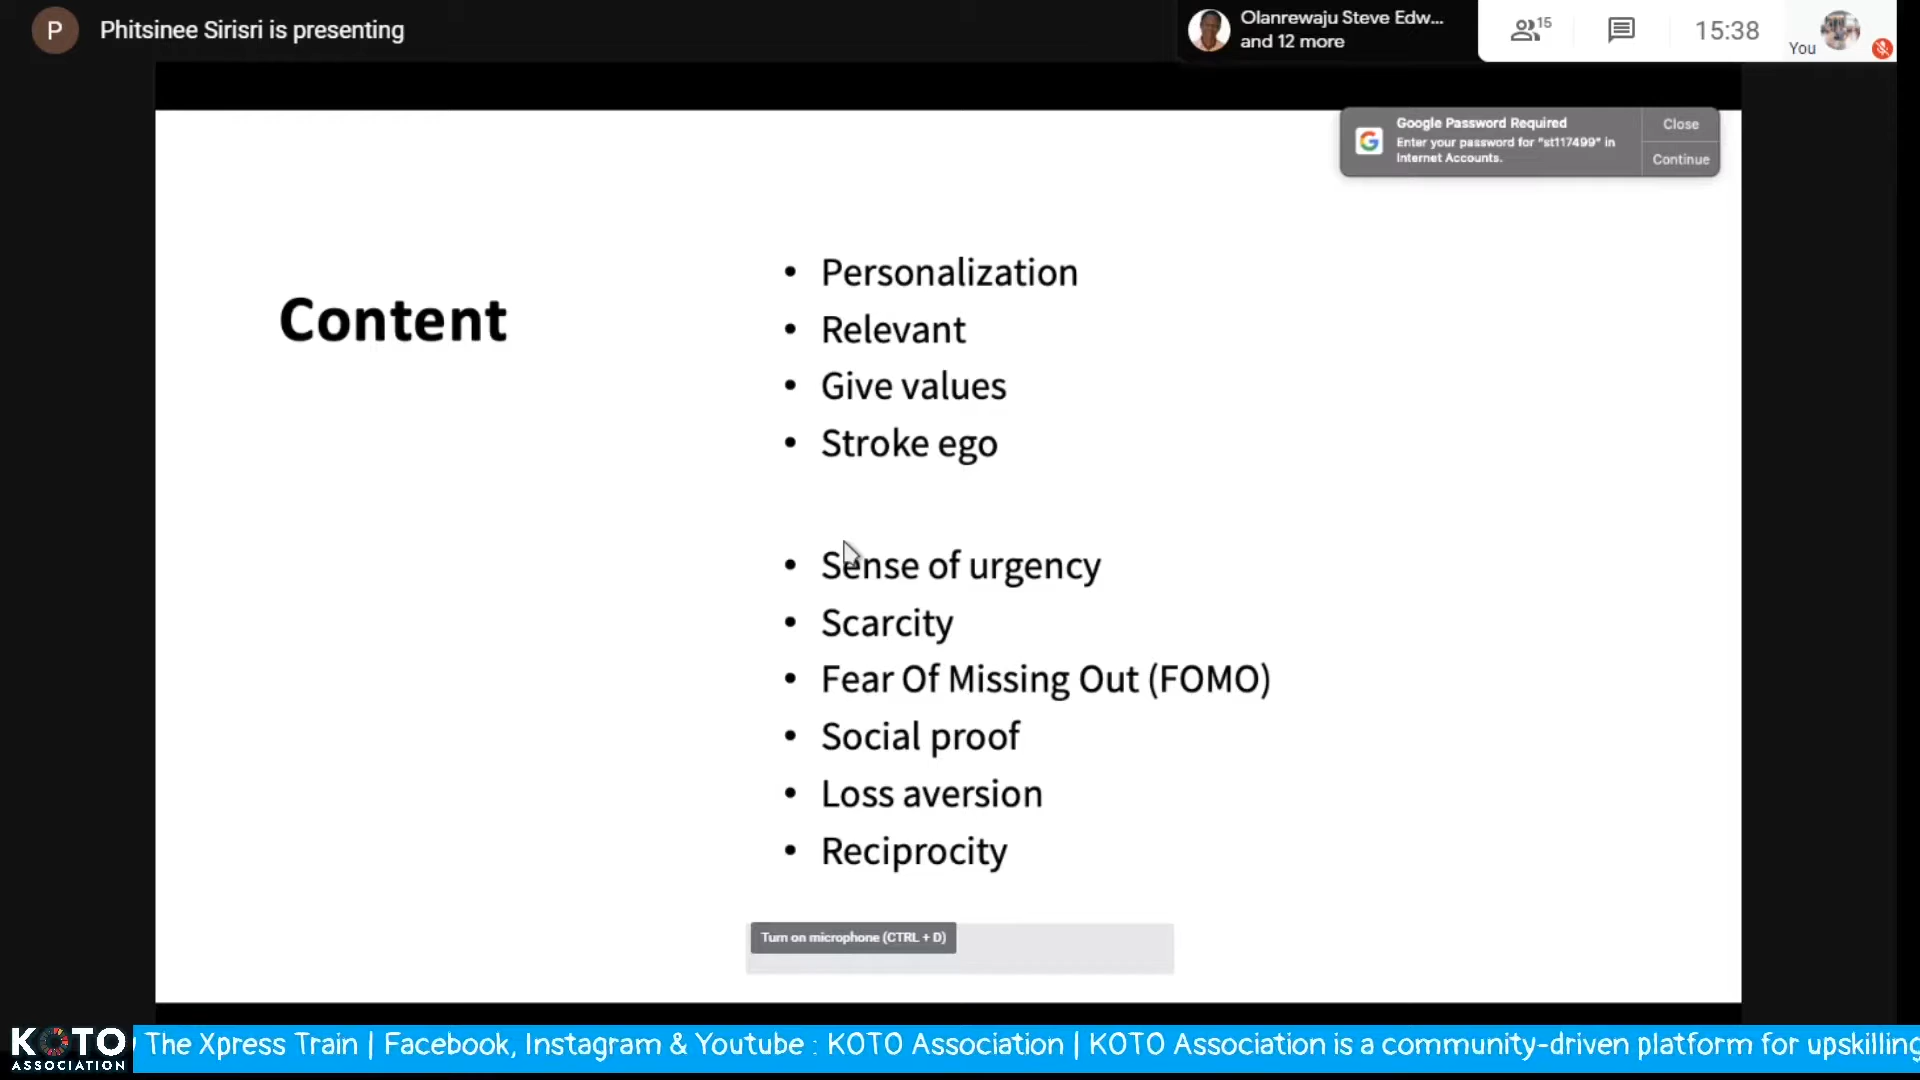 P
Phitsinee Sirisri is presenting
Olanrewaju Steve Edw...
and 12 more
15
15:38
You
Google Password Required
Enter your password for "st117499" in
Internet Accounts.
Close
Continue
Content
• Personalization
• Relevant
• Give values
• Stroke ego
• Sense of urgency
• Scarcity
• Fear Of Missing Out (FOMO)
• Social proof
• Loss aversion
• Reciprocity
Turn on microphone (CTRL + D)
KOTO
ASSOCIATION
The Xpress Train | Facebook, Instagram & Youtube : KOTO Association | KOTO Association is a community-driven platform for upskilling